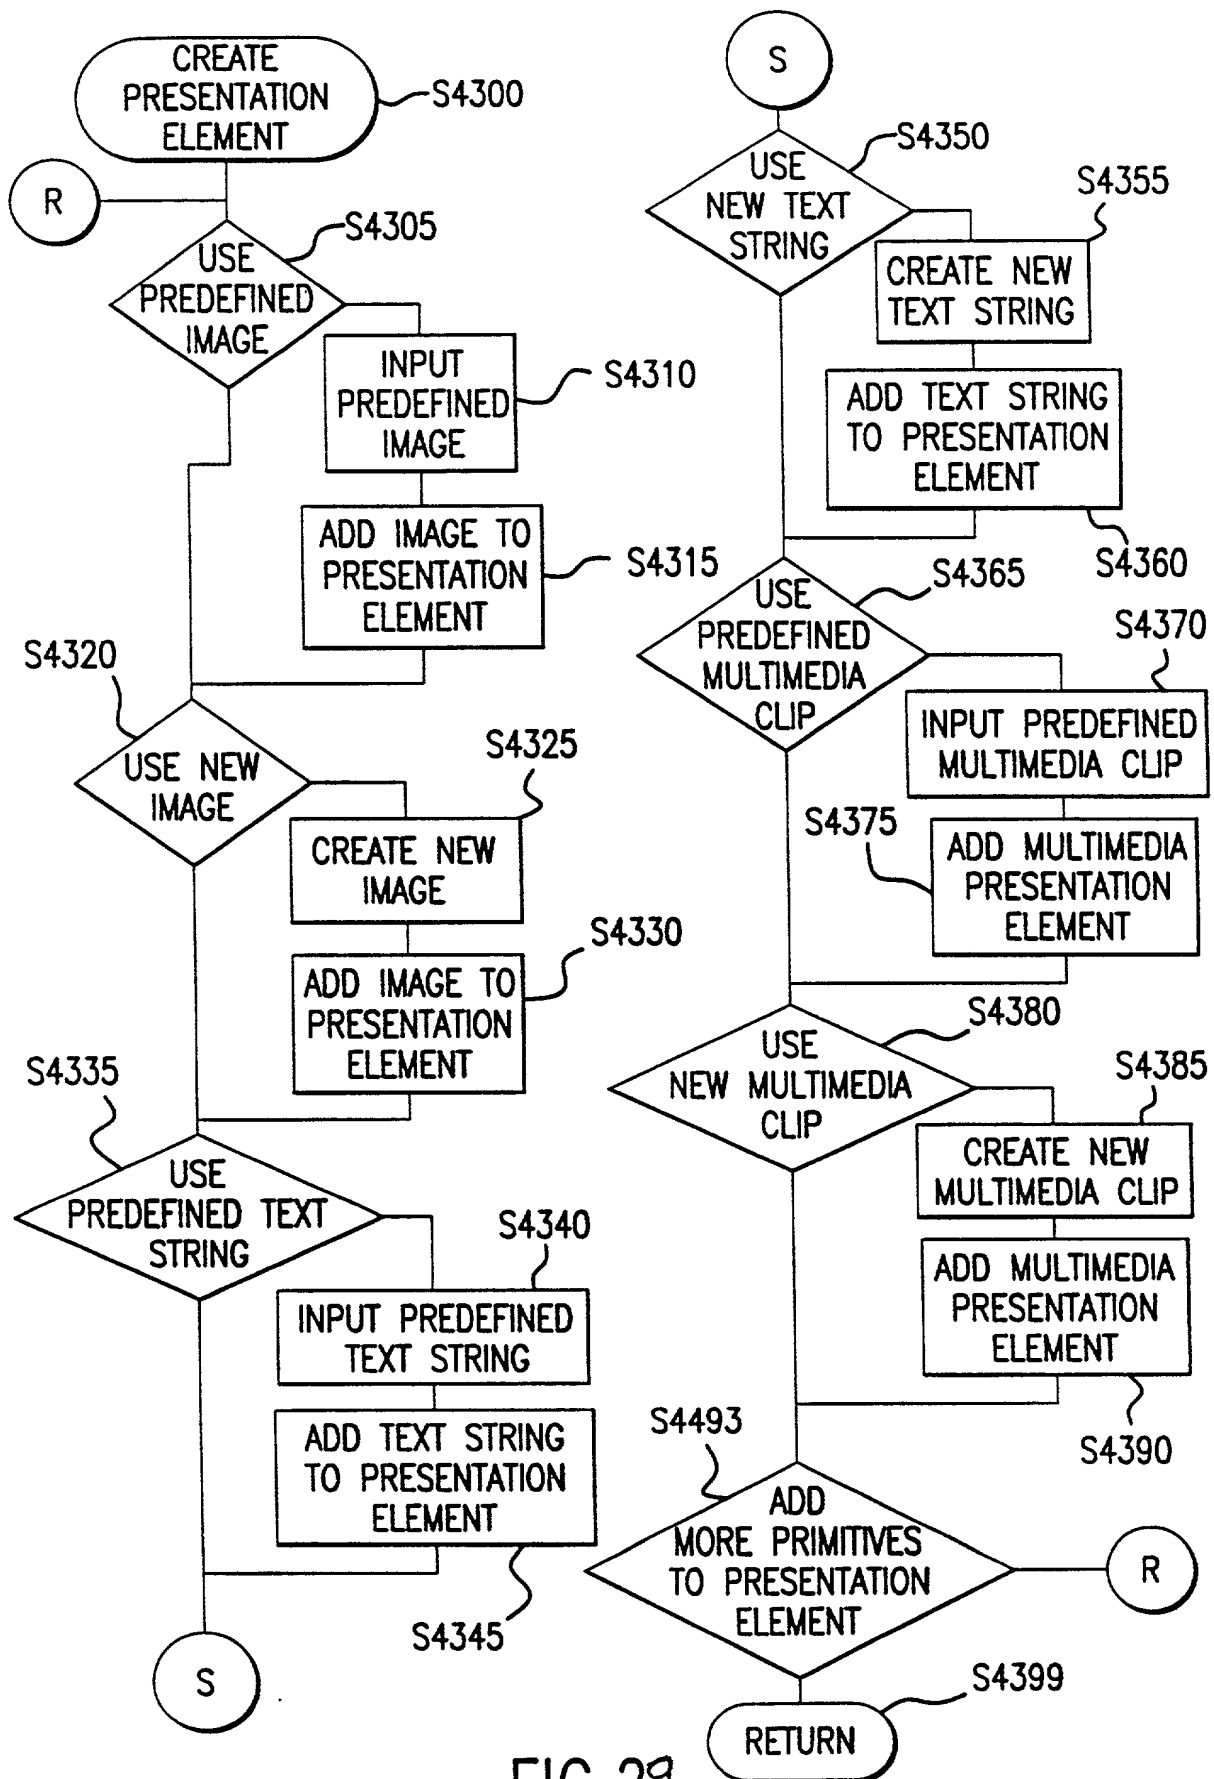 CREATE
PRESENTATION
ELEMENT
S4300
R
S4305
USE
PREDEFINED
IMAGE
INPUT
PREDEFINED
IMAGE
S4310
ADD IMAGE TO
PRESENTATION
ELEMENT
S4315
S4320
USE NEW
IMAGE
S4325
CREATE NEW
IMAGE
S4330
ADD IMAGE TO
PRESENTATION
ELEMENT
S4335
USE
PREDEFINED TEXT
STRING
S4340
INPUT PREDEFINED
TEXT STRING
ADD TEXT STRING
TO PRESENTATION
ELEMENT
S4345
S
S
S4350
USE
NEW TEXT
STRING
S4355
CREATE NEW
TEXT STRING
ADD TEXT STRING
TO PRESENTATION
ELEMENT
S4360
S4365
USE
PREDEFINED
MULTIMEDIA
CLIP
S4370
INPUT PREDEFINED
MULTIMEDIA CLIP
S4375
ADD MULTIMEDIA
PRESENTATION
ELEMENT
S4380
USE
NEW MULTIMEDIA
CLIP
S4385
CREATE NEW
MULTIMEDIA CLIP
ADD MULTIMEDIA
PRESENTATION
ELEMENT
S4390
S4493
ADD
MORE PRIMITIVES
TO PRESENTATION
ELEMENT
R
S4399
RETURN
FIG. 29